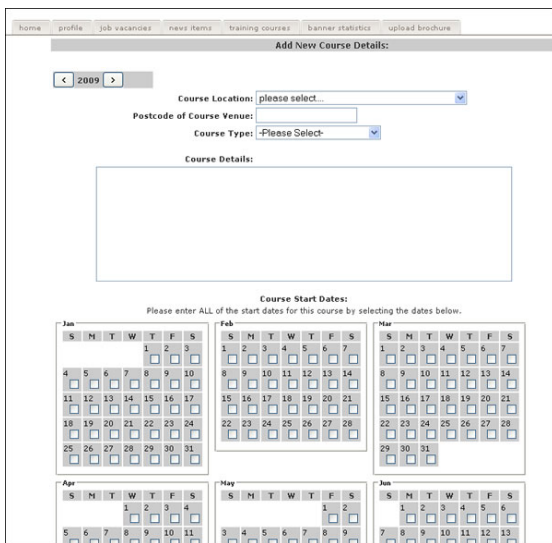 home profile job vacancies news items training courses banner statistics upload brochure
Add New Course Details:
< 2009 >
Course Location: please select...
Postcode of Course Venue:
Course Type: -Please Select-
Course Details:
Course Start Dates:
Please enter ALL of the start dates for this course by selecting the dates below.
Jan Feb Mar
S M T W T F S S M T W T F S S M T W T F S
1 2 3 1 2 3 4 5 6 7 1 2 3 4 5 6 7
4 5 6 7 8 9 10 8 9 10 11 12 13 14 8 9 10 11 12 13 14
11 12 13 14 15 16 17 15 16 17 18 19 20 21 15 16 17 18 19 20 21
18 19 20 21 22 23 24 22 23 24 25 26 27 28 22 23 24 25 26 27 28
25 26 27 28 29 30 31 29 30 31
Apr May Jun
S M T W T F S S M T W T F S S M T W T F S
1 2 3 4 1 2 1 2 3 4 5 6
5 6 7 8 9 10 11 3 4 5 6 7 8 9 7 8 9 10 11 12 13